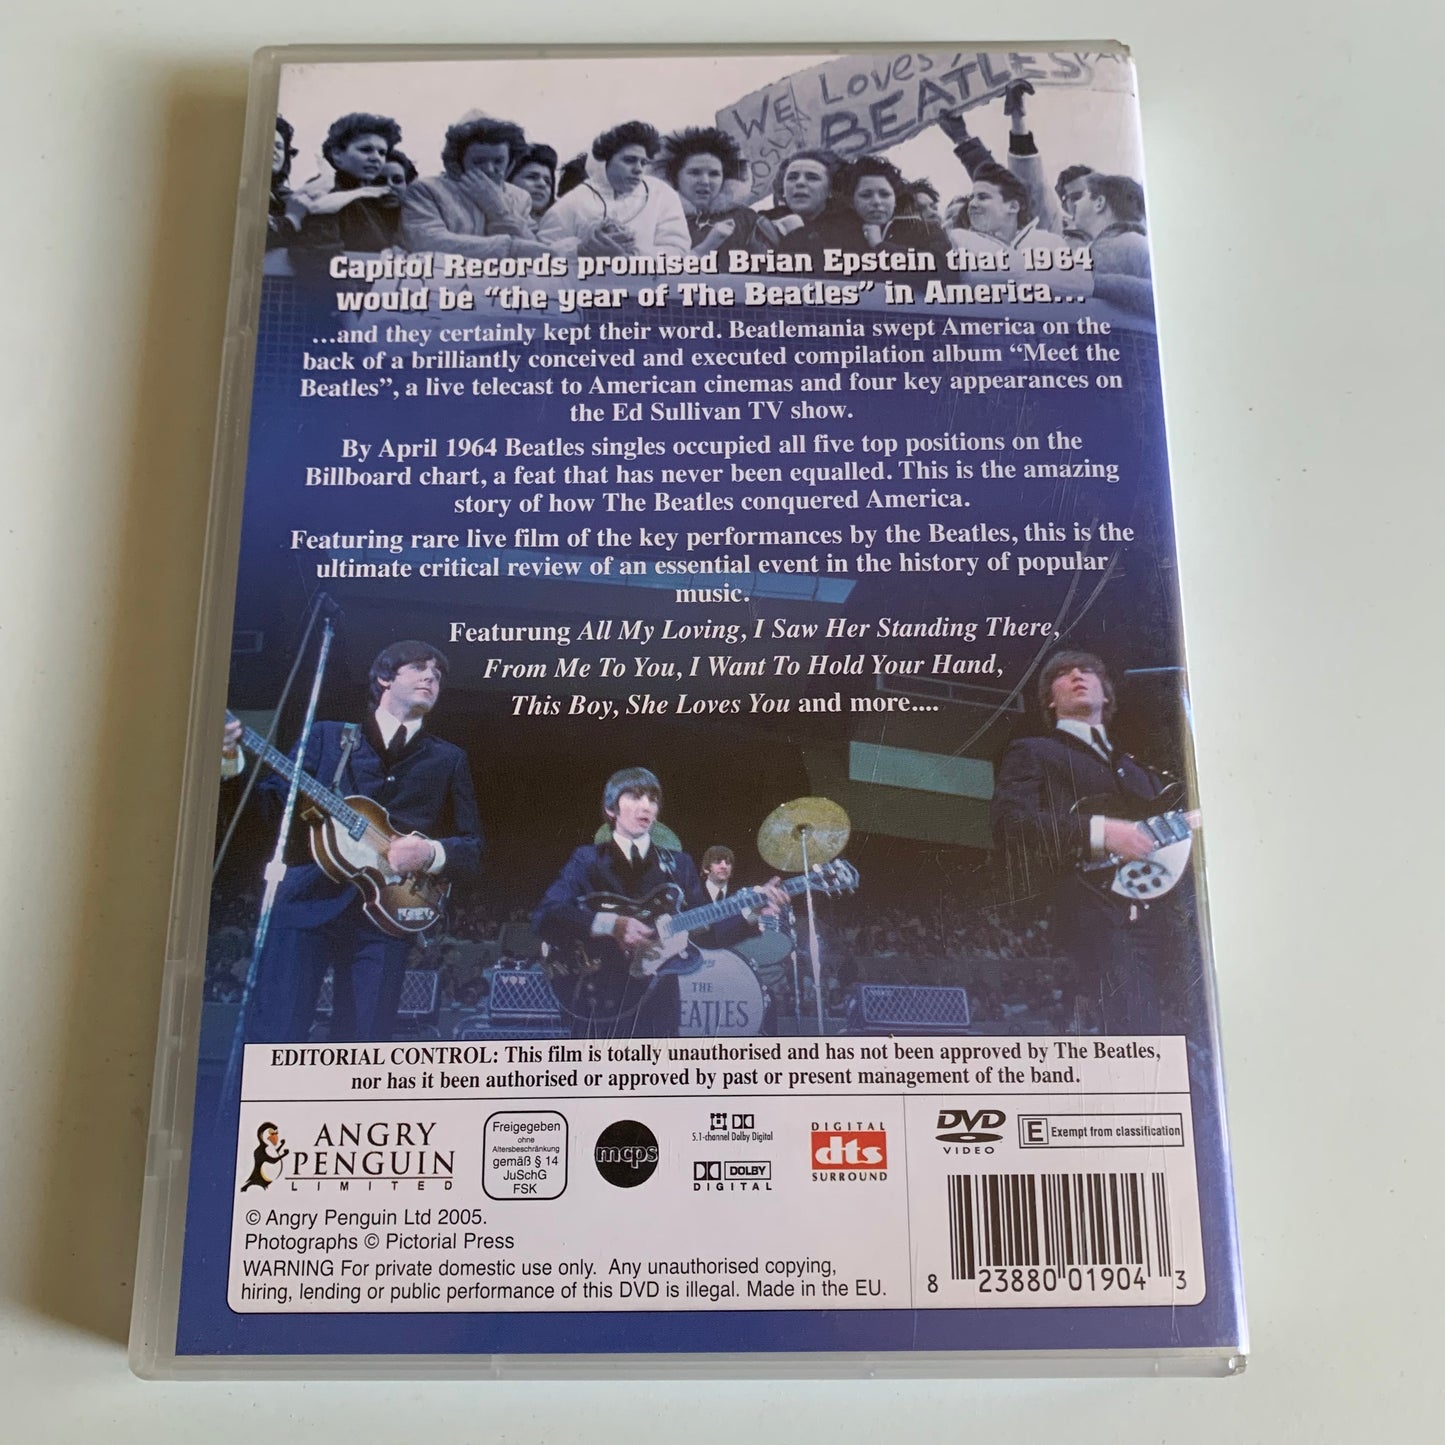 WE Loves
BEATLES
Capitol Records promised Brian Epstein that 1964
would be “the year of The Beatles” in America...
...and they certainly kept their word. Beatlemania swept America on the
back of a brilliantly conceived and executed compilation album “Meet the
Beatles”, a live telecast to American cinemas and four key appearances on
the Ed Sullivan TV show.
By April 1964 Beatles singles occupied all five top positions on the
Billboard chart, a feat that has never been equalled. This is the amazing
story of how The Beatles conquered America.
Featuring rare live film of the key performances by the Beatles, this is the
ultimate critical review of an essential event in the history of popular
music.
Featurung All My Loving, I Saw Her Standing There,
From Me To You, I Want To Hold Your Hand,
This Boy, She Loves You and more....
THE
BEATLES
EDITORIAL CONTROL: This film is totally unauthorised and has not been approved by The Beatles,
nor has it been authorised or approved by past or present management of the band.
ANGRY
PENGUIN
LIMITED
Freigegeben
ohne
Altersbeschränkung
gemäß § 14
JuSchG
FSK
mcps
5.1-channel Dolby Digital
DOLBY
DIGITAL
DIGITAL
dts
SURROUND
DVD
VIDEO
E Exempt from classification
© Angry Penguin Ltd 2005.
Photographs © Pictorial Press
WARNING For private domestic use only. Any unauthorised copying,
hiring, lending or public performance of this DVD is illegal. Made in the EU.
8 23880 01904 3